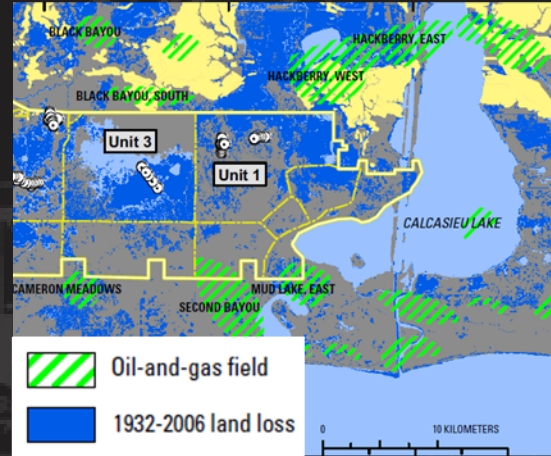 BLACK BAYOU
HACKBERRY, EAST
HACKBERRY, WEST
BLACK BAYOU, SOUTH
Unit 3
Unit 1
CALCASIEU LAKE
CAMERON MEADOWS
MUD LAKE, EAST
SECOND BAYOU
Oil-and-gas field
1932-2006 land loss
0 10 KILOMETERS